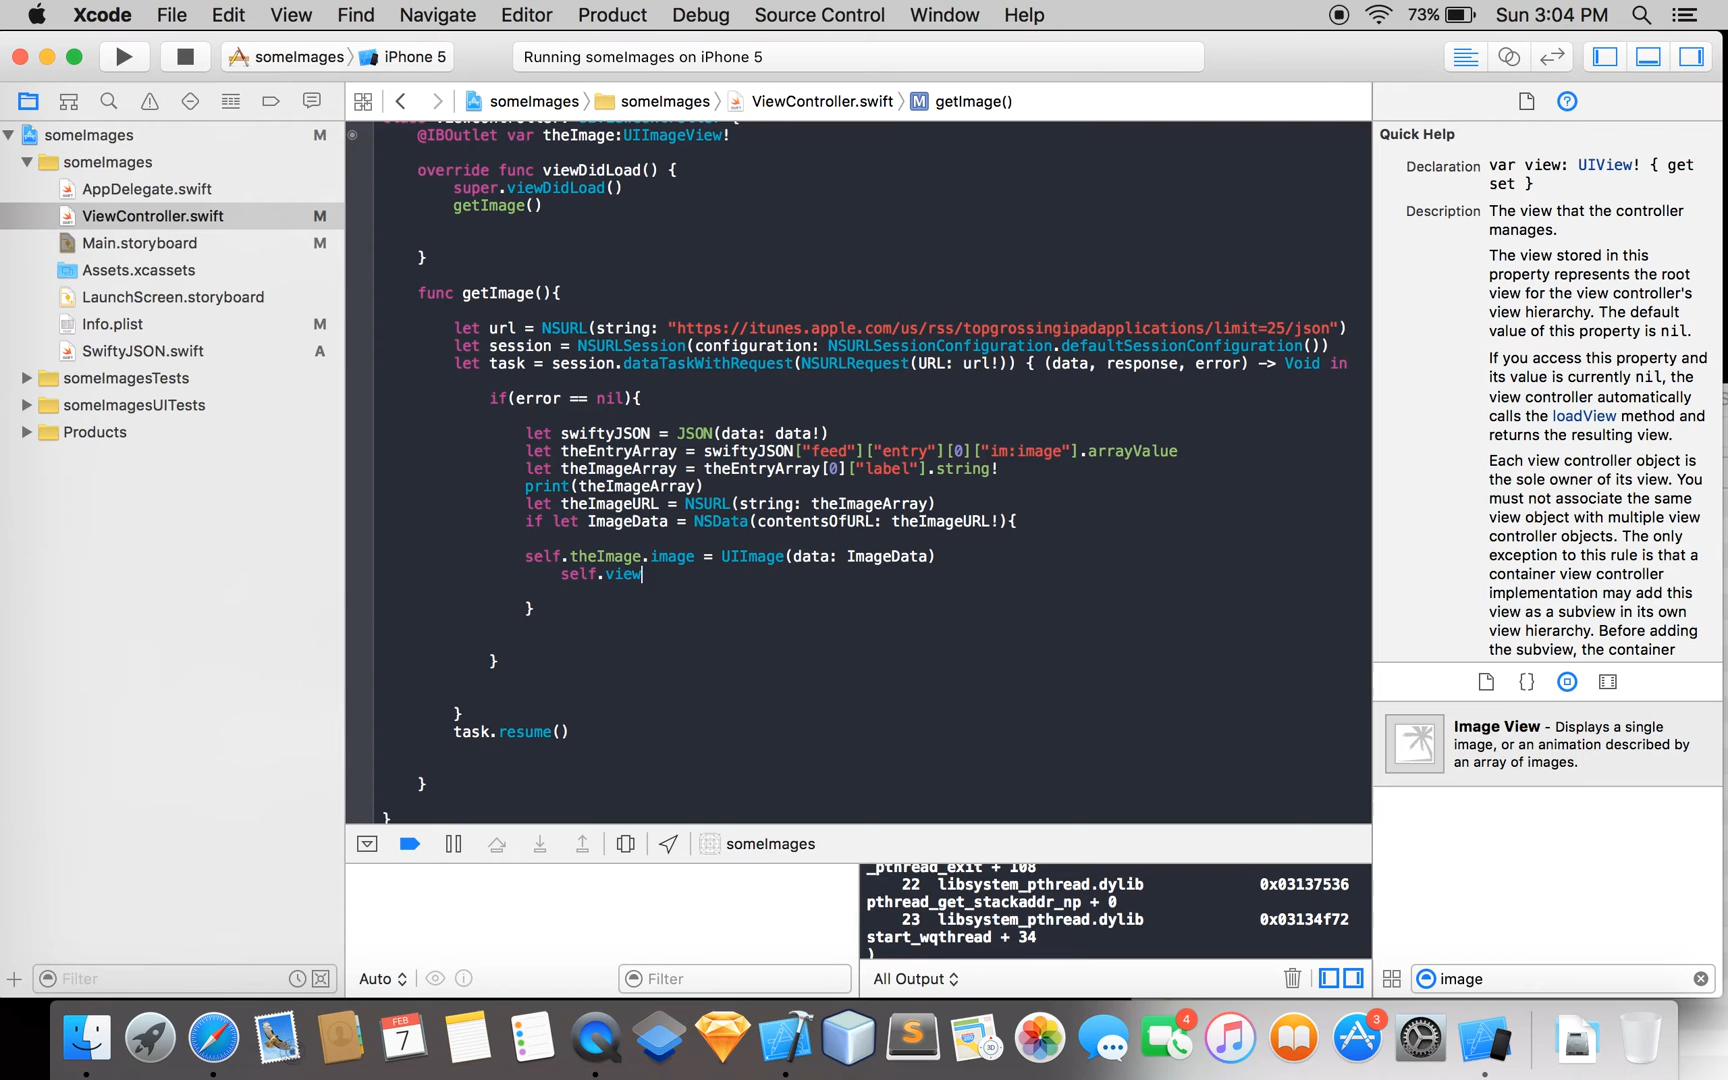 Xcode File Edit View Find Navigate Editor Product Debug Source Control Window Help 73% Sun 3:04 PM
someImages iPhone 5 Running someImages on iPhone 5
someImages someImages ViewController.swift M getImage()
someImages M
someImages
AppDelegate.swift
ViewController.swift M
Main.storyboard M
Assets.xcassets
LaunchScreen.storyboard
Info.plist M
SwiftyJSON.swift A
someImagesTests
someImagesUITests
Products
Filter
@IBOutlet var theImage:UIImageView!
override func viewDidLoad() {
super.viewDidLoad()
getImage()
}
func getImage(){
let url = NSURL(string: "https://itunes.apple.com/us/rss/topgrossingipadapplications/limit=25/json")
let session = NSURLSession(configuration: NSURLSessionConfiguration.defaultSessionConfiguration())
let task = session.dataTaskWithRequest(NSURLRequest(URL: url!)) { (data, response, error) -> Void in
if(error == nil){
let swiftyJSON = JSON(data: data!)
let theEntryArray = swiftyJSON["feed"]["entry"][0]["im:image"].arrayValue
let theImageArray = theEntryArray[0]["label"].string!
print(theImageArray)
let theImageURL = NSURL(string: theImageArray)
if let ImageData = NSData(contentsOfURL: theImageURL!){
self.theImage.image = UIImage(data: ImageData)
self.view
}
}
}
task.resume()
}
}
someImages
_pthread_exit + 108
22 libsystem_pthread.dylib 0x03137536
pthread_get_stackaddr_np + 0
23 libsystem_pthread.dylib 0x03134f72
start_wqthread + 34
)
Auto Filter All Output
Quick Help
Declaration var view: UIView! { get
set }
Description The view that the controller
manages.
The view stored in this
property represents the root
view for the view controller's
view hierarchy. The default
value of this property is nil.
If you access this property and
its value is currently nil, the
view controller automatically
calls the loadView method and
returns the resulting view.
Each view controller object is
the sole owner of its view. You
must not associate the same
view object with multiple view
controller objects. The only
exception to this rule is that a
container view controller
implementation may add this
view as a subview in its own
view hierarchy. Before adding
the subview, the container
{}
Image View - Displays a single
image, or an animation described by
an array of images.
image
FEB
7
4
3